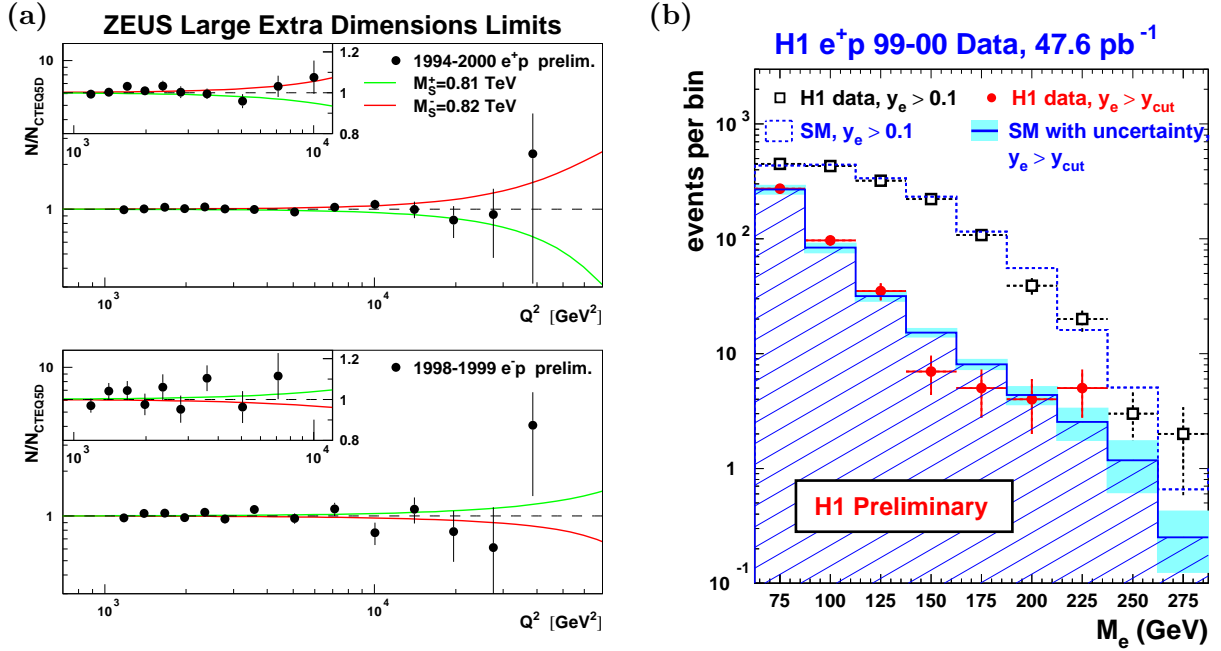 (a)
ZEUS Large Extra Dimensions Limits
N/N_CTEQ5D
10
1
1994-2000 e⁺p prelim.
M_S⁺=0.81 TeV
M_S⁻=0.82 TeV
1.2
1
0.8
10³
10⁴
10³
10⁴
Q² [GeV²]
N/N_CTEQ5D
10
1
1998-1999 e⁻p prelim.
1.2
1
0.8
10³
10⁴
10³
10⁴
Q² [GeV²]
(b)
H1 e⁺p 99-00 Data, 47.6 pb⁻¹
events per bin
H1 data, y_e > 0.1
H1 data, y_e > y_cut
SM, y_e > 0.1
SM with uncertainty,
y_e > y_cut
10³
10²
10
1
10⁻¹
H1 Preliminary
75 100 125 150 175 200 225 250 275
M_e (GeV)